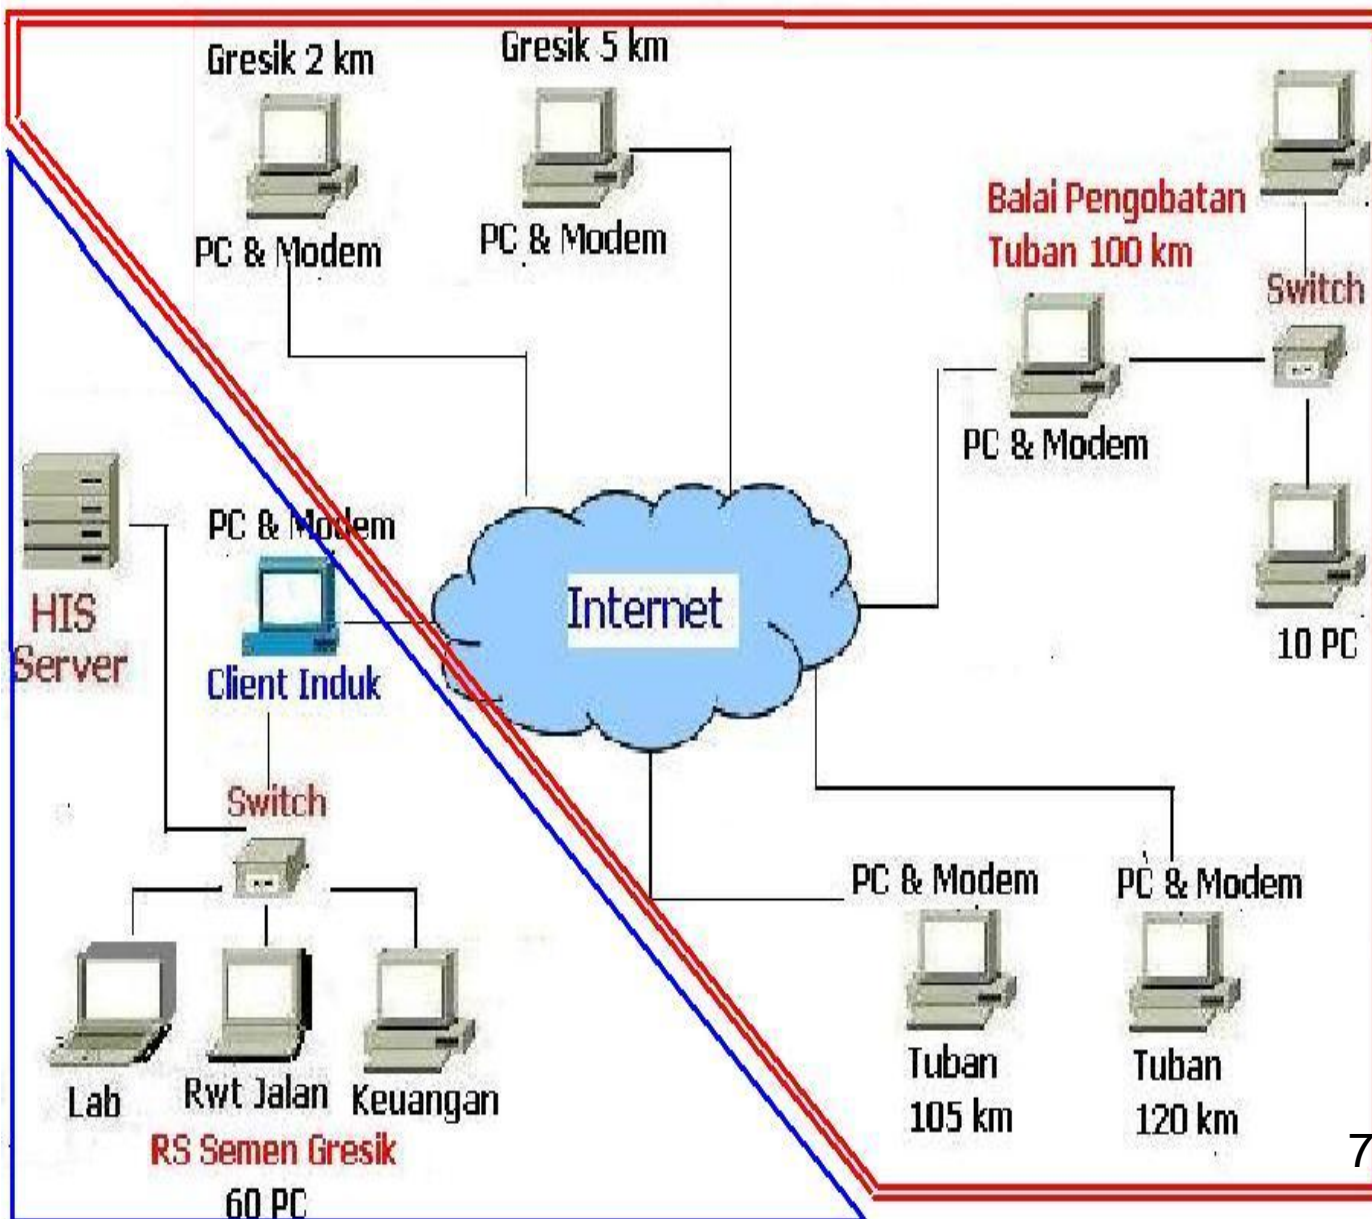 Gresik 2 km
Gresik 5 km
PC & Modem
PC & Modem
Balai Pengobatan
Tuban 100 km
Switch
PC & Modem
10 PC
PC & Modem
HIS
Server
Client Induk
Internet
Switch
Lab
Rwt Jalan
Keuangan
RS Semen Gresik
60 PC
PC & Modem
PC & Modem
Tuban
105 km
Tuban
120 km
7